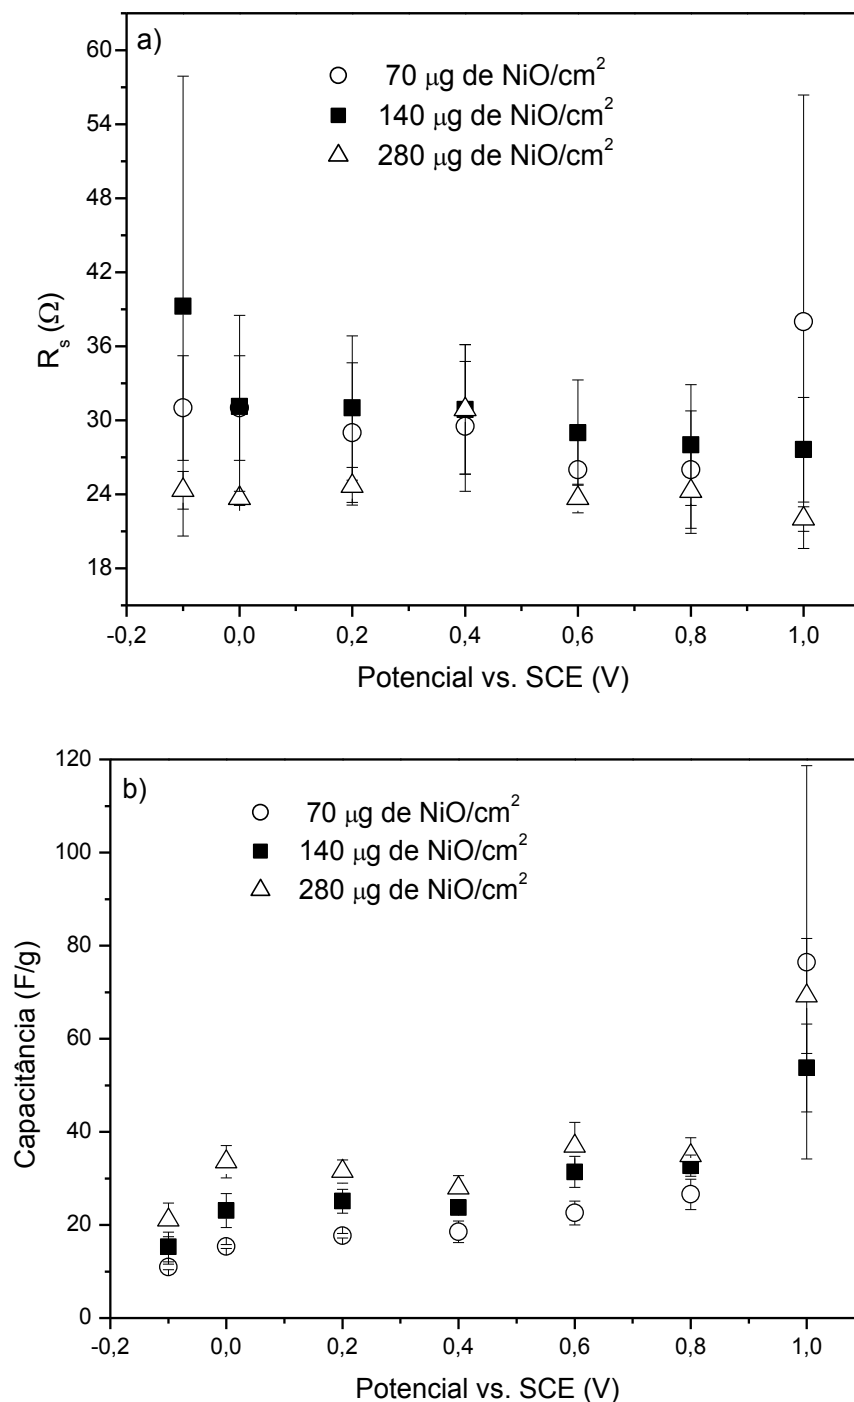 a)
70 μg de NiO/cm²
140 μg de NiO/cm²
280 μg de NiO/cm²
60
54
48
42
36
30
24
18
Rs (Ω)
-0,2 0,0 0,2 0,4 0,6 0,8 1,0
Potencial vs. SCE (V)
b)
70 μg de NiO/cm²
140 μg de NiO/cm²
280 μg de NiO/cm²
120
100
80
60
40
20
0
Capacitância (F/g)
-0,2 0,0 0,2 0,4 0,6 0,8 1,0
Potencial vs. SCE (V)